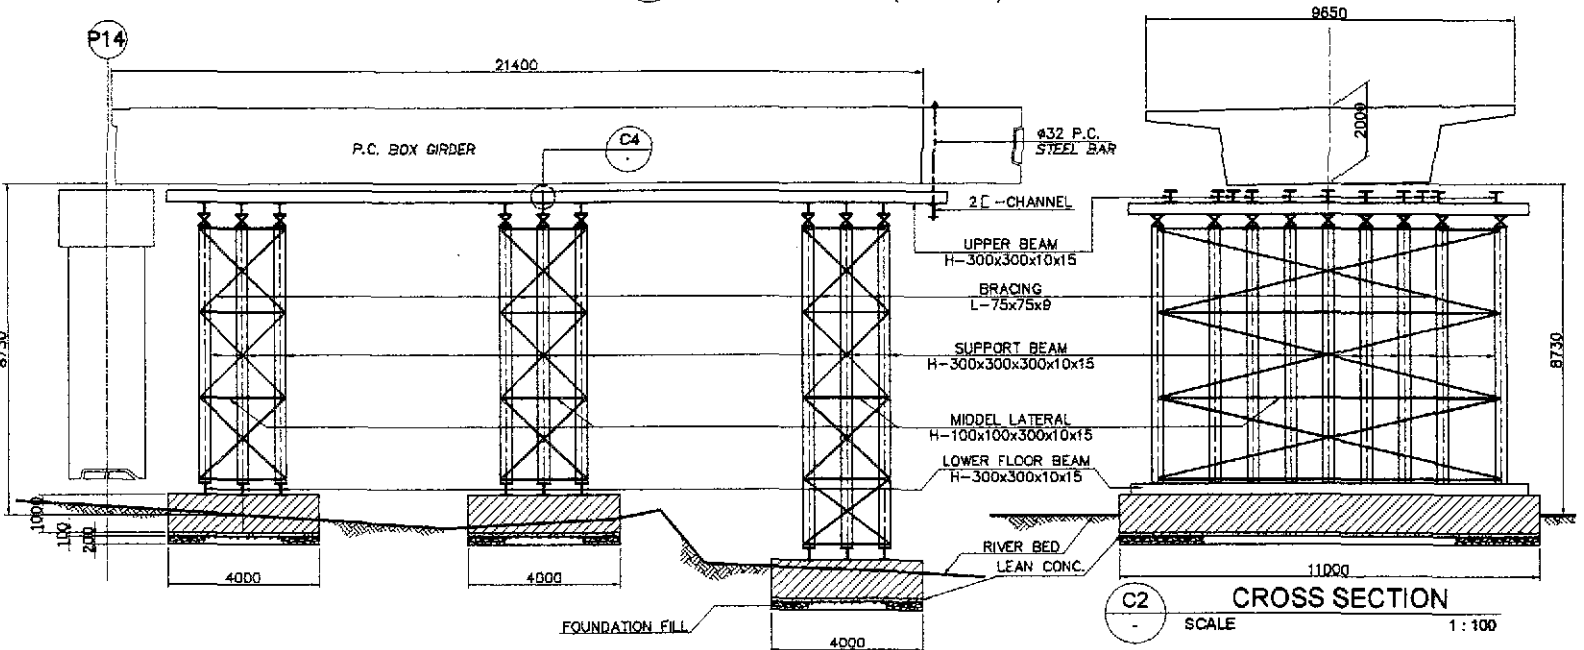 P14
21400
9650
P.C. BOX GIRDER
C4
-
ø32 P.C.
STEEL BAR
2000
2[-CHANNEL
UPPER BEAM
H-300x300x10x15
BRACING
L-75x75x9
SUPPORT BEAM
H-300x300x300x10x15
8730
8730
MIDDEL LATERAL
H-100x100x300x10x15
LOWER FLOOR BEAM
H-300x300x10x15
1000
100
200
RIVER BED
LEAN CONC.
4000
4000
11000
FOUNDATION FILL
4000
C2
-
CROSS SECTION
SCALE 1 : 100